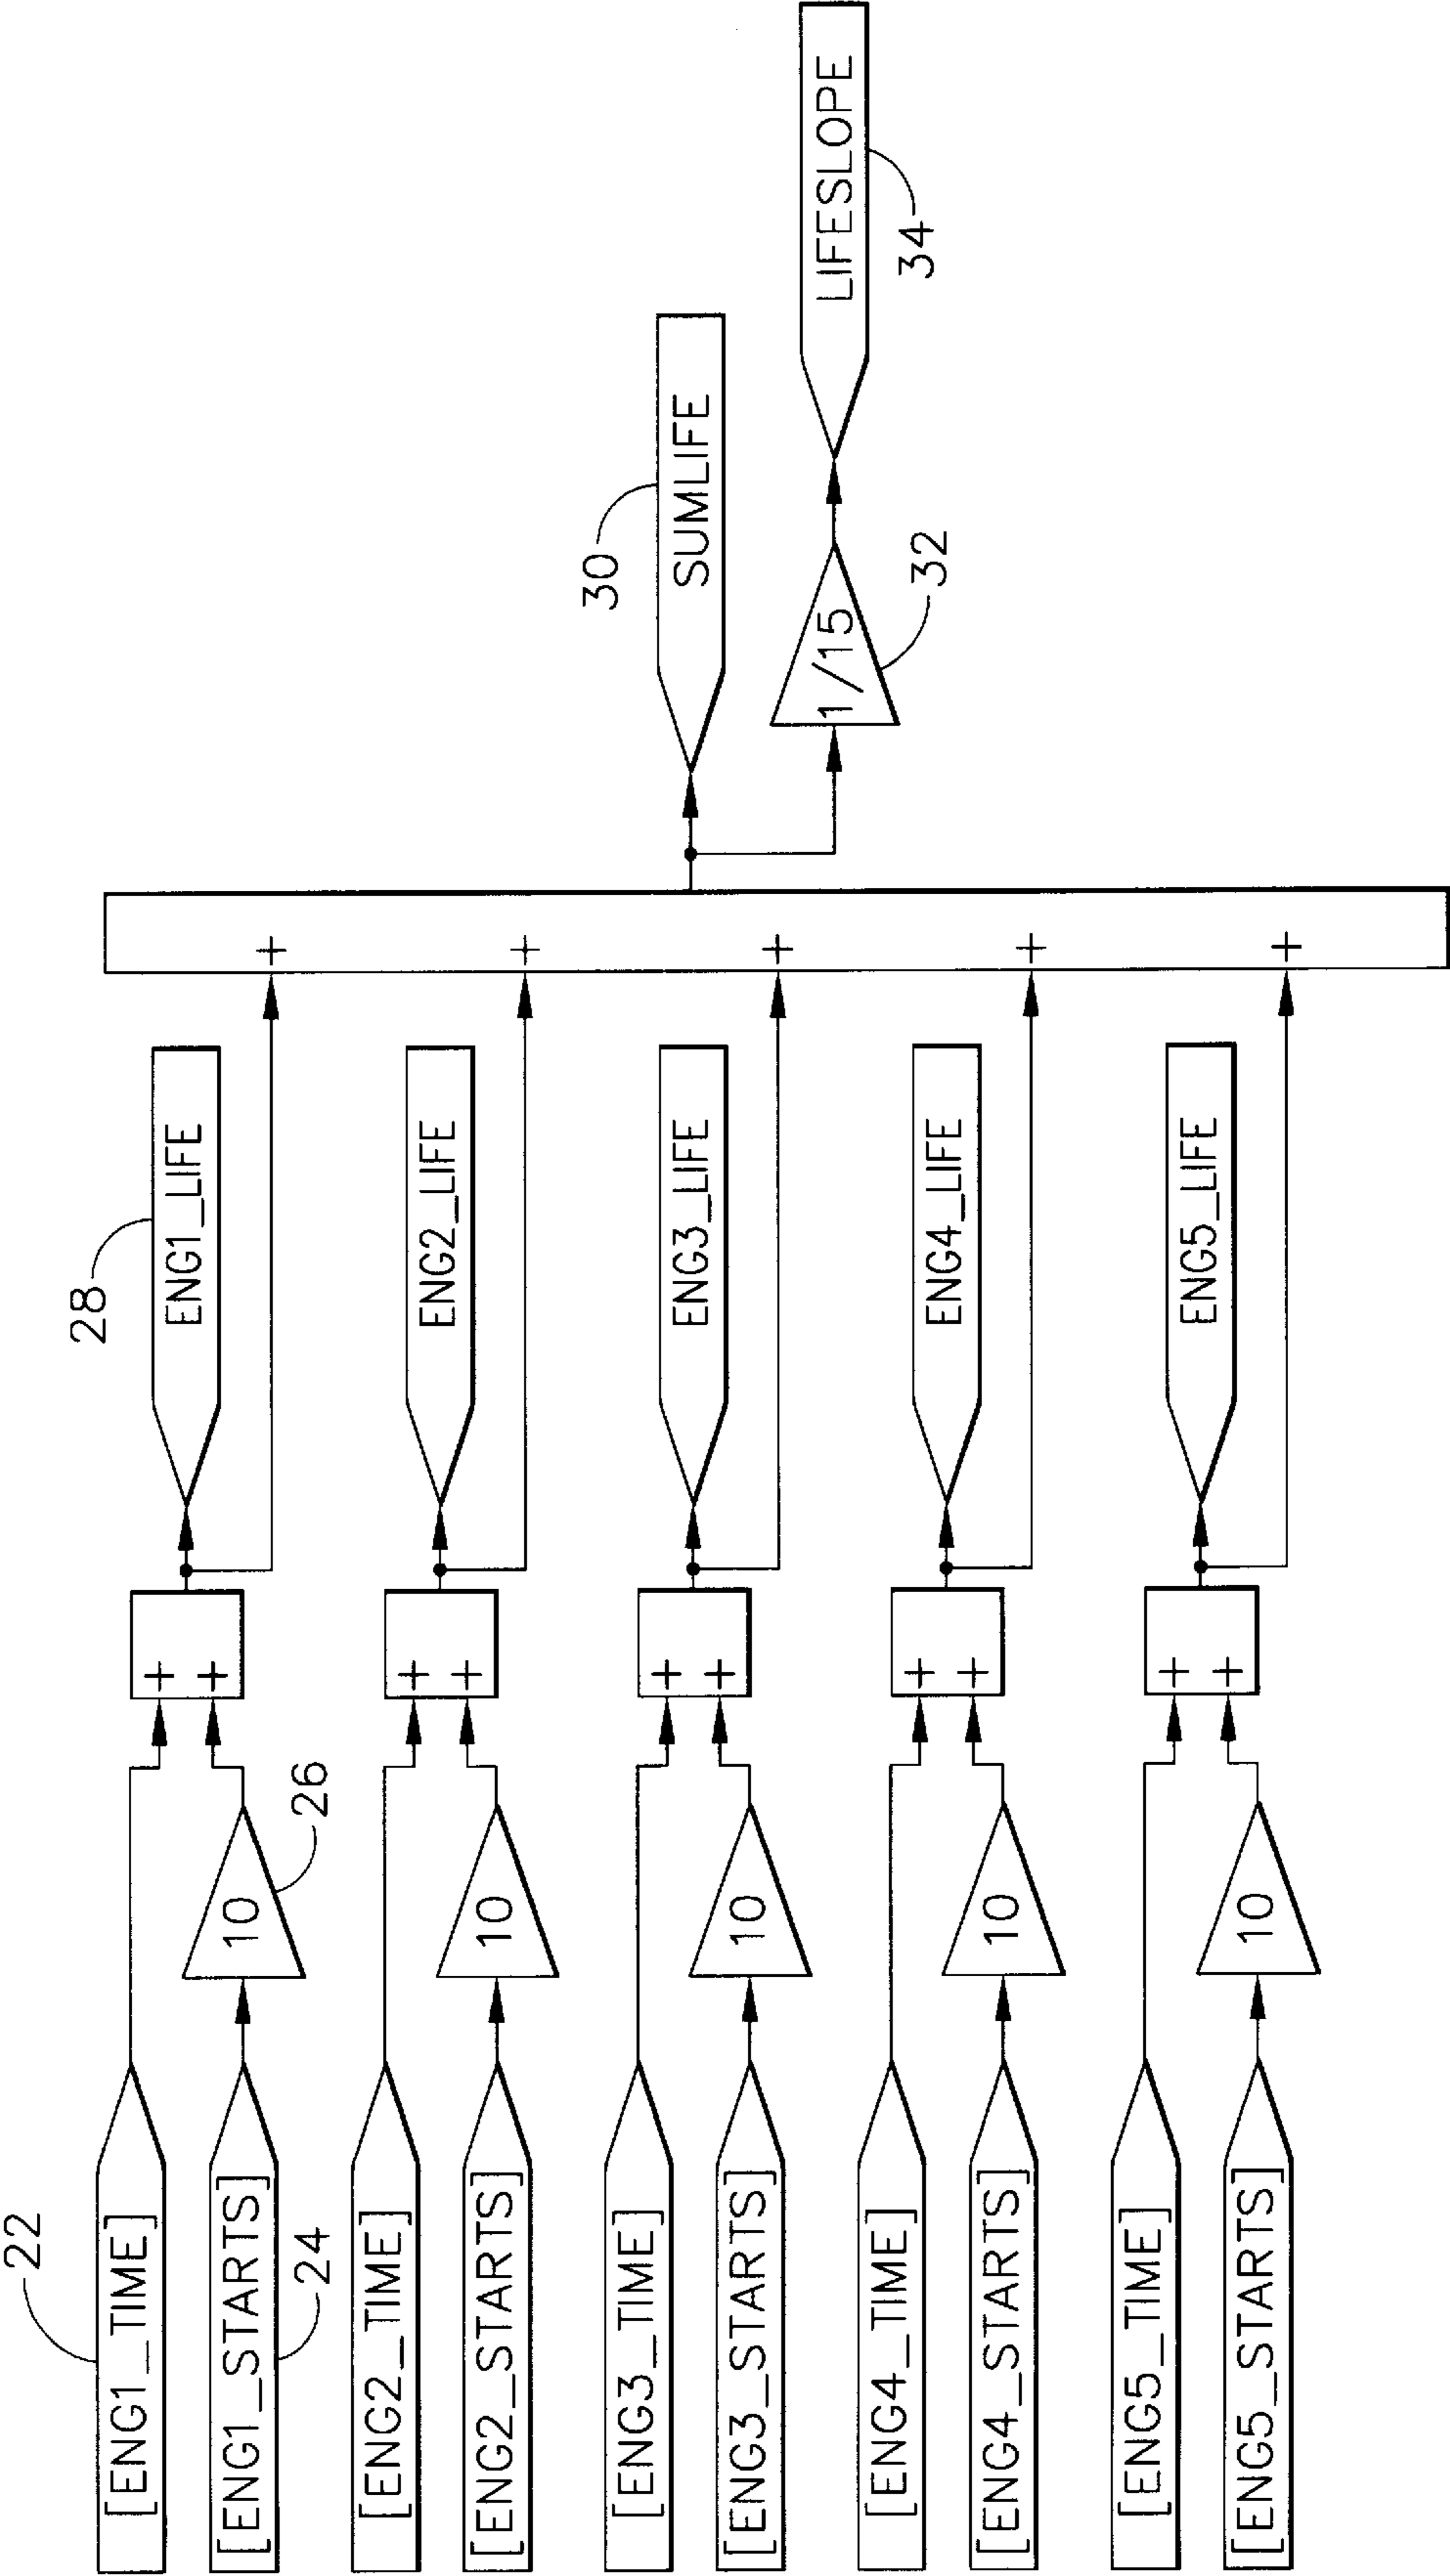 22
[ENG1_TIME]
[ENG1_STARTS]
24
10
26
+
+
28
ENG1_LIFE
[ENG2_TIME]
[ENG2_STARTS]
10
+
+
ENG2_LIFE
[ENG3_TIME]
[ENG3_STARTS]
10
+
+
ENG3_LIFE
[ENG4_TIME]
[ENG4_STARTS]
10
+
+
ENG4_LIFE
[ENG5_TIME]
[ENG5_STARTS]
10
+
+
ENG5_LIFE
+
+
+
+
+
30
SUMLIFE
1/15
32
LIFESLOPE
34